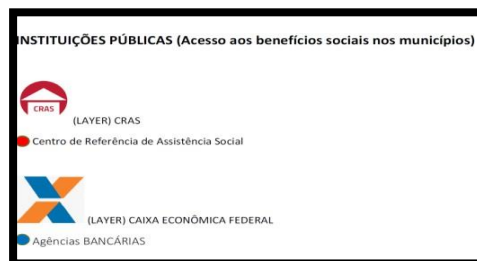 INSTITUIÇÕES PÚBLICAS (Acesso aos benefícios sociais nos municípios)
CRAS
(LAYER) CRAS
Centro de Referência de Assistência Social
(LAYER) CAIXA ECONÔMICA FEDERAL
Agências BANCÁRIAS